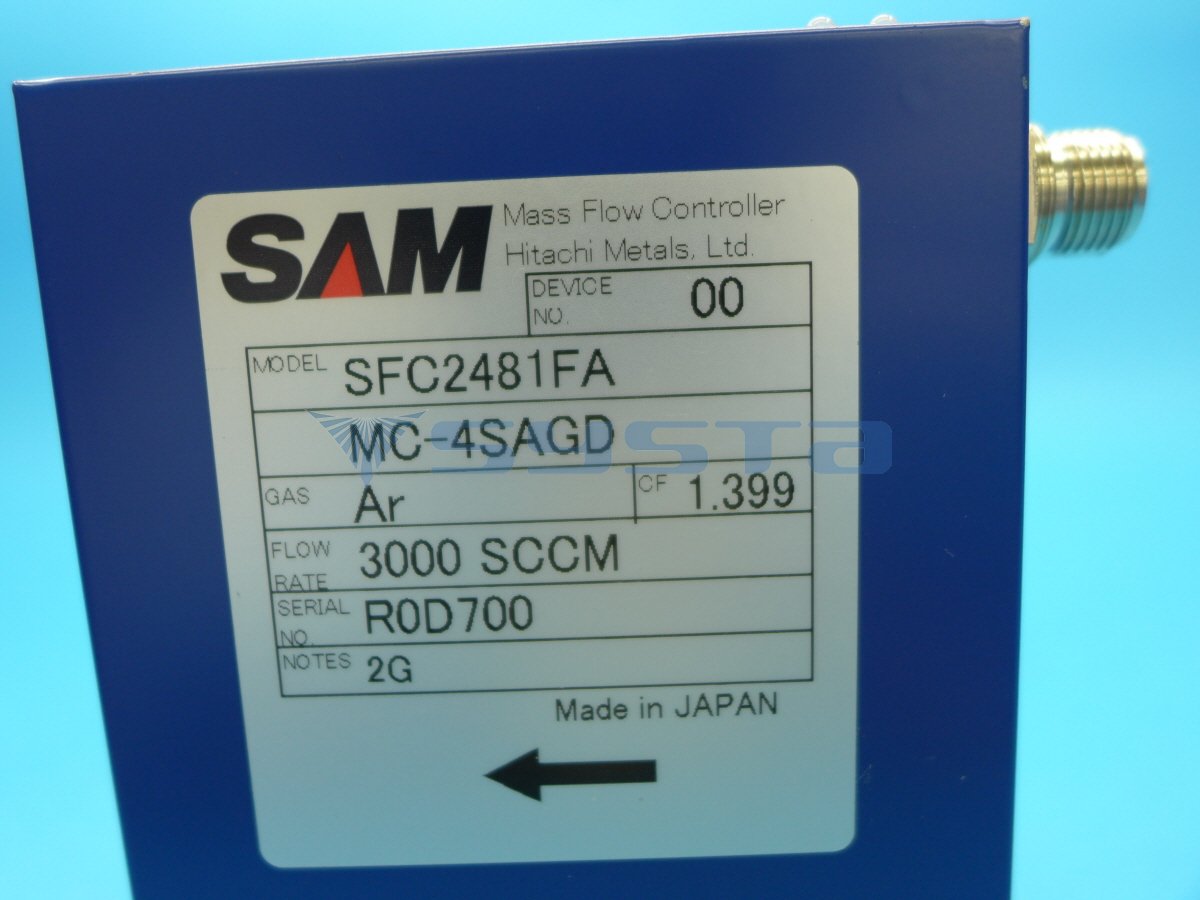 SAM
Mass Flow Controller
Hitachi Metals, Ltd.
DEVICE NO. 00
MODEL SFC2481FA
MC-4SAGD
systa
GAS Ar CF 1.399
FLOW RATE 3000 SCCM
SERIAL NO. R0D700
NOTES 2G
Made in JAPAN